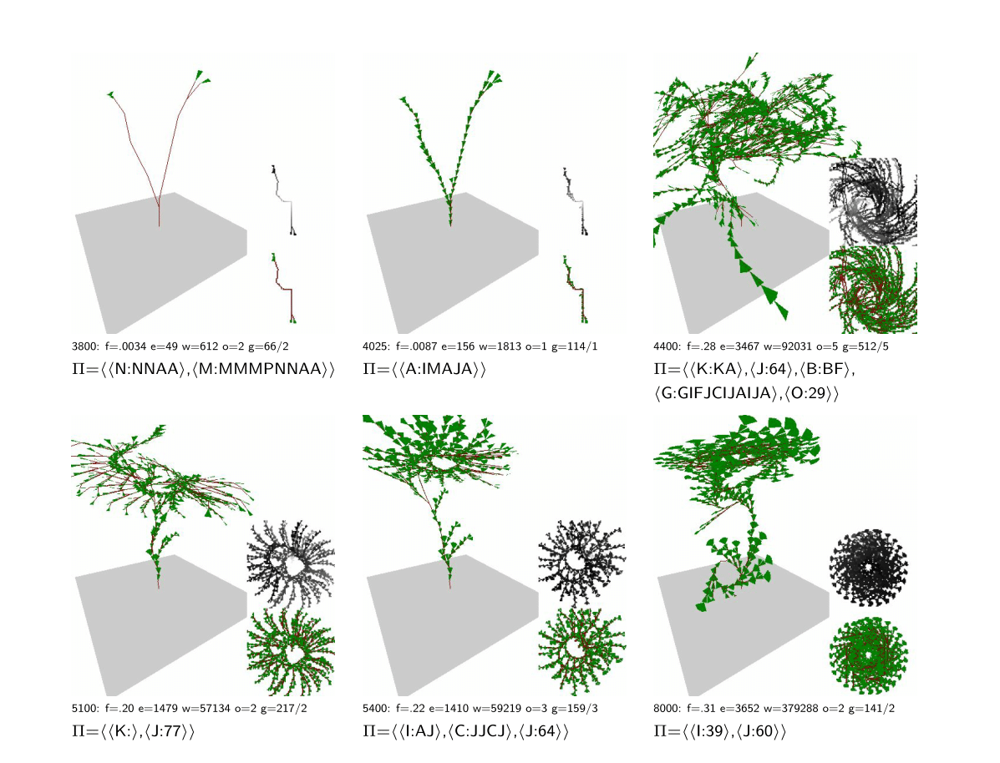 3800: f=.0034 e=49 w=612 o=2 g=66/2
Π=⟨⟨N:NNAA⟩,⟨M:MMMPNNAA⟩⟩
4025: f=.0087 e=156 w=1813 o=1 g=114/1
Π=⟨⟨A:IMAJA⟩⟩
4400: f=.28 e=3467 w=92031 o=5 g=512/5
Π=⟨⟨K:KA⟩,⟨J:64⟩,⟨B:BF⟩,
⟨G:GIFJCIJAIJA⟩,⟨O:29⟩⟩
5100: f=.20 e=1479 w=57134 o=2 g=217/2
Π=⟨⟨K:⟩,⟨J:77⟩⟩
5400: f=.22 e=1410 w=59219 o=3 g=159/3
Π=⟨⟨I:AJ⟩,⟨C:JJCJ⟩,⟨J:64⟩⟩
8000: f=.31 e=3652 w=379288 o=2 g=141/2
Π=⟨⟨I:39⟩,⟨J:60⟩⟩